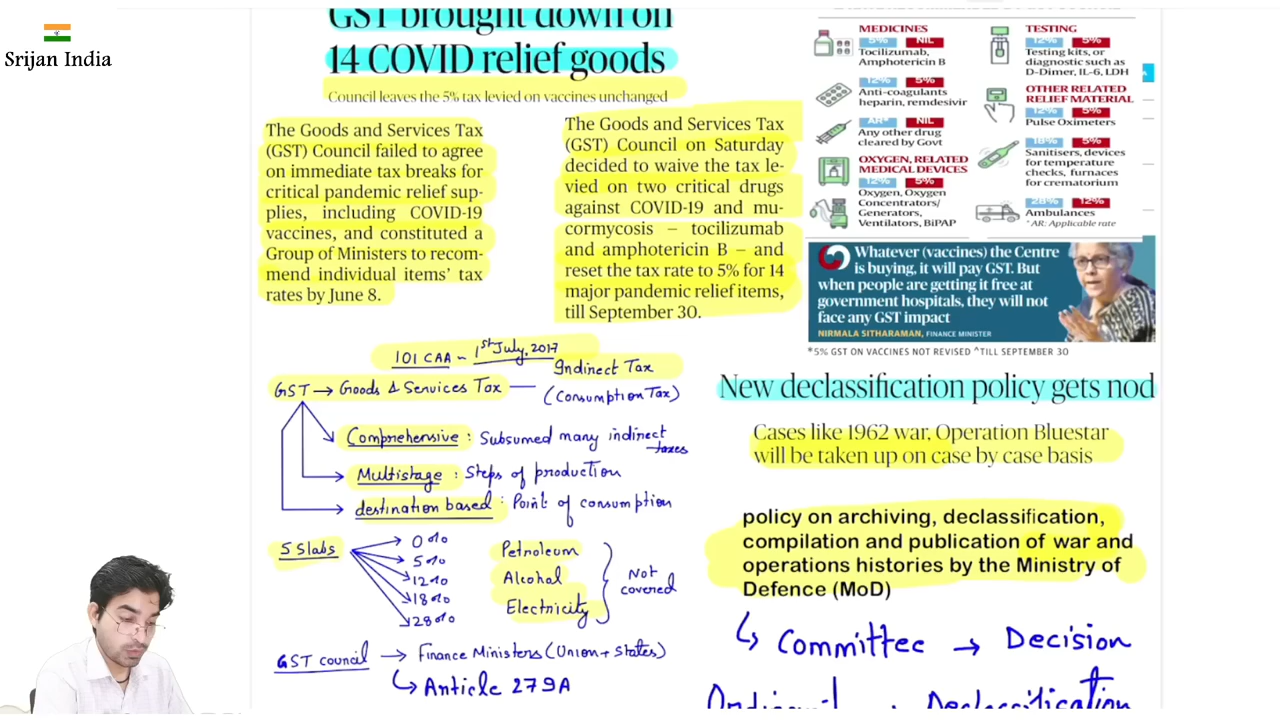 Srijan India
GST brought down on
14 COVID relief goods
Council leaves the 5% tax levied on vaccines unchanged
The Goods and Services Tax
(GST) Council failed to agree
on immediate tax breaks for
critical pandemic relief sup-
plies, including COVID-19
vaccines, and constituted a
Group of Ministers to recom-
mend individual items' tax
rates by June 8.
The Goods and Services Tax
(GST) Council on Saturday
decided to waive the tax le-
vied on two critical drugs
against COVID-19 and mu-
cormycosis – tocilizumab
and amphotericin B – and
reset the tax rate to 5% for 14
major pandemic relief items,
till September 30.
MEDICINES
5% NIL
Tocilizumab,
Amphotericin B
12% 5%
Anti-coagulants
heparin, remdesivir
AR* NIL
Any other drug
cleared by Govt
OXYGEN, RELATED
MEDICAL DEVICES
12% 5%
Oxygen, Oxygen
Concentrators/
Generators,
Ventilators, BiPAP
TESTING
12% 5%
Testing kits, or
diagnostic such as
D-Dimer, IL-6, LDH
OTHER RELATED
RELIEF MATERIAL
12% 5%
Pulse Oximeters
18% 5%
Sanitisers, devices
for temperature
checks, furnaces
for crematorium
28% 12%
Ambulances
* AR: Applicable rate
Whatever (vaccines) the Centre
is buying, it will pay GST. But
when people are getting it free at
government hospitals, they will not
face any GST impact
NIRMALA SITHARAMAN, FINANCE MINISTER
*5% GST ON VACCINES NOT REVISED ^TILL SEPTEMBER 30
101 CAA ~ 1st July, 2017
GST → Goods & Services Tax — Indirect Tax
(Consumption Tax)
Comprehensive : Subsumed many indirect
taxes
Multistage : Steps of production
destination based : Point of consumption
5 Slabs
0%
5%
12%
18%
28%
Petroleum
Alcohal
Electricity
Not
covered
GST council → Finance Ministers (Union + States)
↳ Article 279A
New declassification policy gets nod
Cases like 1962 war, Operation Bluestar
will be taken up on case by case basis
policy on archiving, declassification,
compilation and publication of war and
operations histories by the Ministry of
Defence (MoD)
↳ Committee → Decision
Declassification